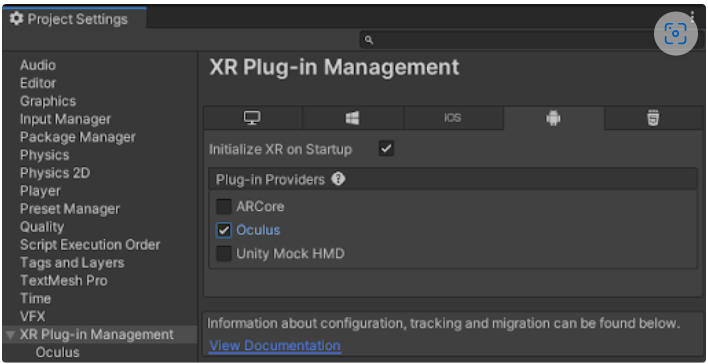 Project Settings
Audio
Editor
Graphics
Input Manager
Package Manager
Physics
Physics 2D
Player
Preset Manager
Quality
Script Execution Order
Tags and Layers
TextMesh Pro
Time
VFX
XR Plug-in Management
Oculus
XR Plug-in Management
iOS
Initialize XR on Startup
Plug-in Providers ?
ARCore
Oculus
Unity Mock HMD
Information about configuration, tracking and migration can be found below.
View Documentation